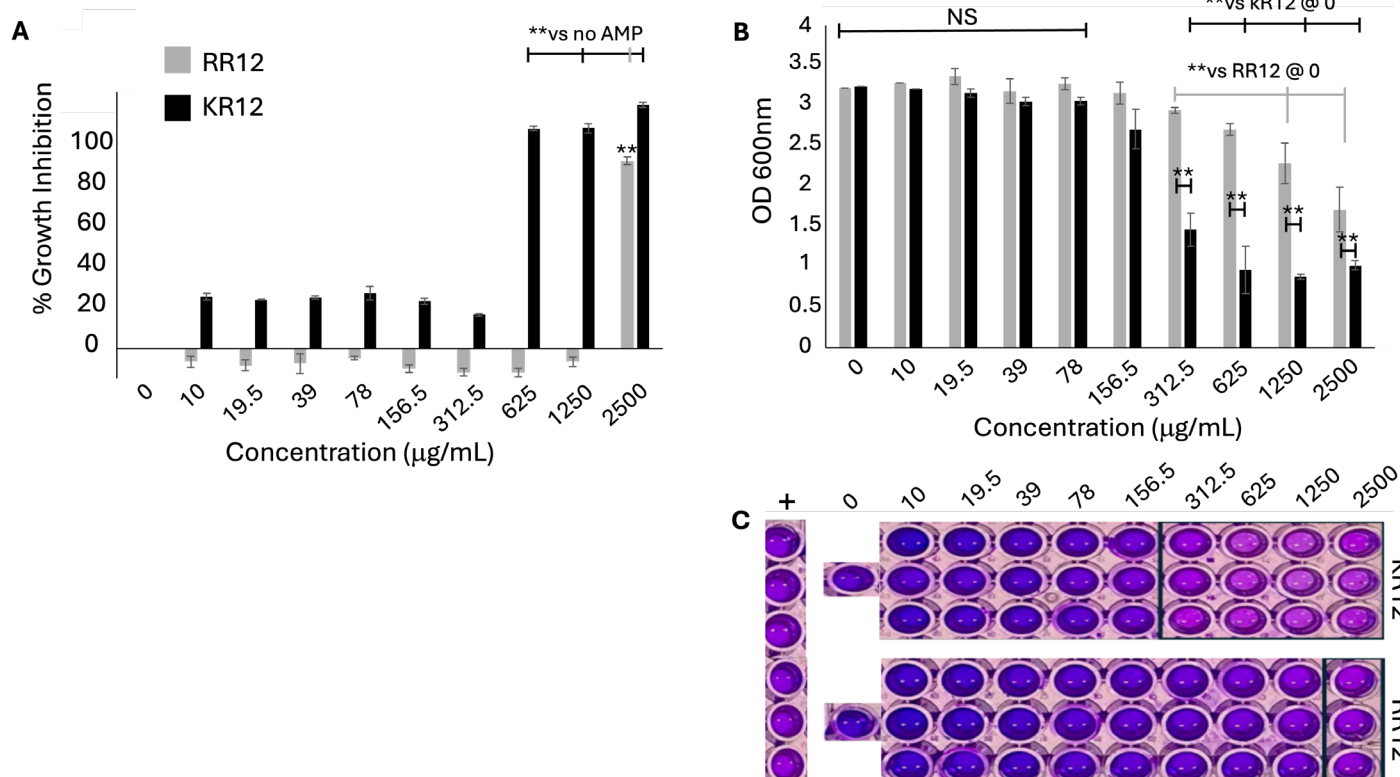 A
RR12
KR12
**vs no AMP
**
% Growth Inhibition
100
80
60
40
20
0
0 10 19.5 39 78 156.5 312.5 625 1250 2500
Concentration (μg/mL)
B
NS
**vs kR12 @ 0
**vs RR12 @ 0
** ** ** **
OD 600nm
4
3.5
3
2.5
2
1.5
1
0.5
0
0 10 19.5 39 78 156.5 312.5 625 1250 2500
Concentration (μg/mL)
C
+ 0 10 19.5 39 78 156.5 312.5 625 1250 2500